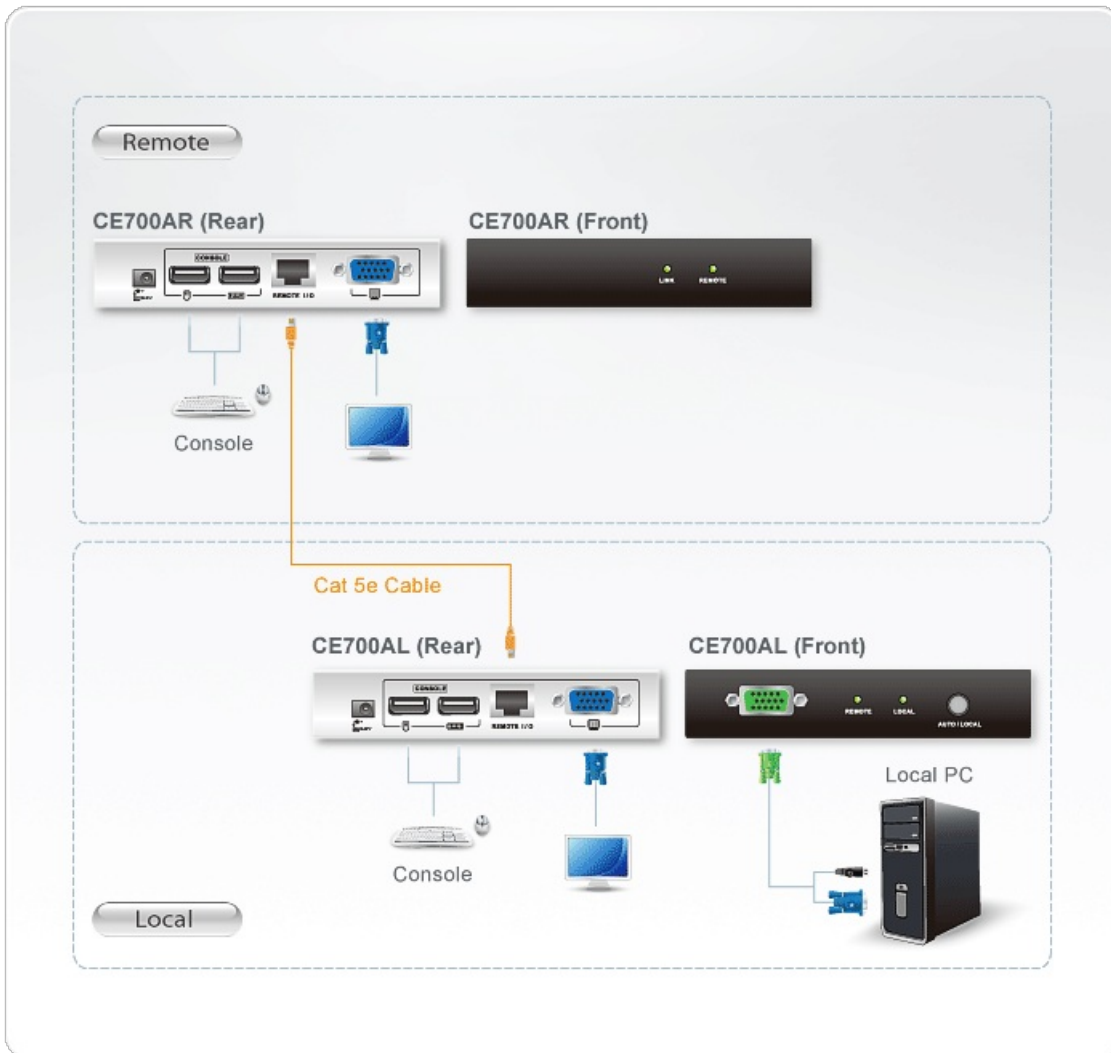 Remote
CE700AR (Rear)
CE700AR (Front)
CONSOLE
REMOTE I/O
LINK
REMOTE
Console
Cat 5e Cable
CE700AL (Rear)
CE700AL (Front)
CONSOLE
REMOTE I/O
REMOTE
LOCAL
AUTO/LOCAL
Local PC
Console
Local